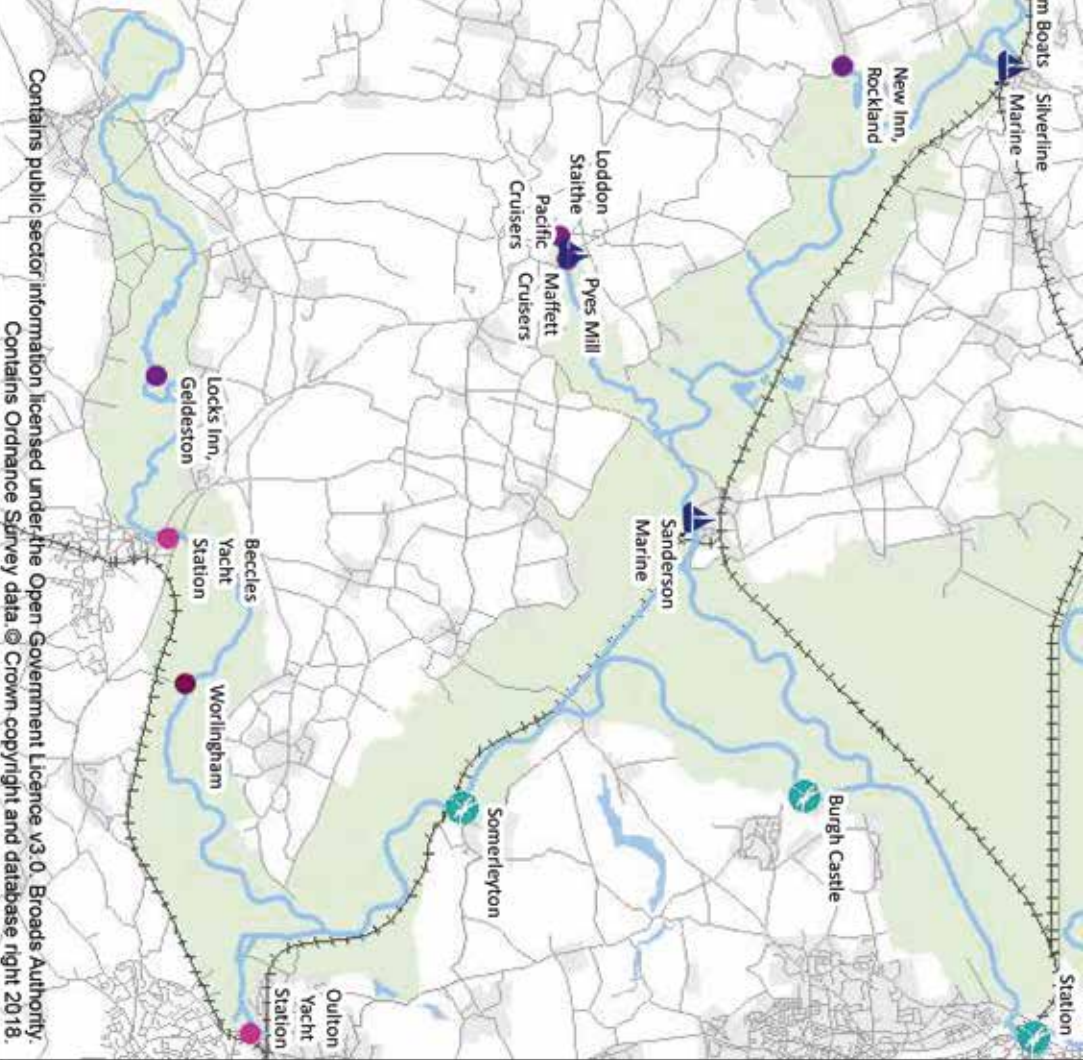 m Boats
Silverline
Marine
New Inn,
Rockland
Loddon
Staithe
Pacific
Cruisers
Pyes Mill
Maffett
Cruisers
Sanderson
Marine
Locks Inn,
Geldeston
Beccles
Yacht
Station
Worlingham
Somerleyton
Burgh Castle
Oulton
Yacht
Station
Station
Contains public sector information licensed under the Open Government Licence v3.0. Broads Authority.
Contains Ordnance Survey data © Crown copyright and database right 2018.